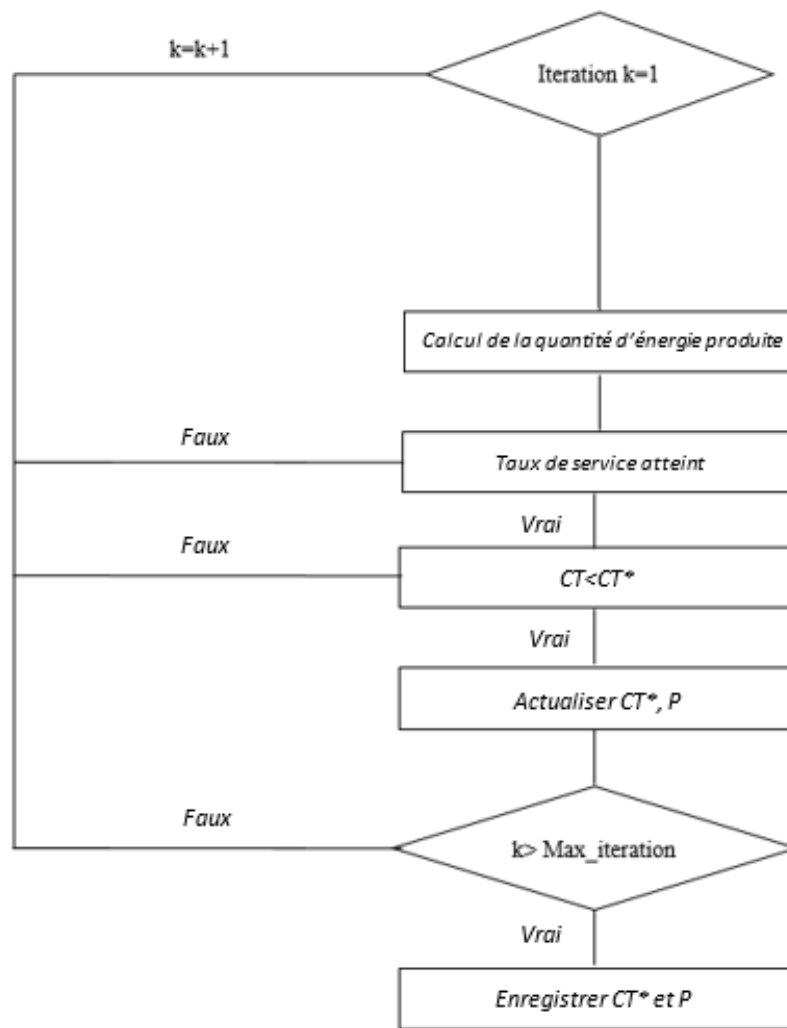 k=k+1
Iteration k=1
Calcul de la quantité d'énergie produite
Faux
Taux de service atteint
Vrai
Faux
CT<CT*
Vrai
Actualiser CT*, P
Faux
k> Max_iteration
Vrai
Enregistrer CT* et P